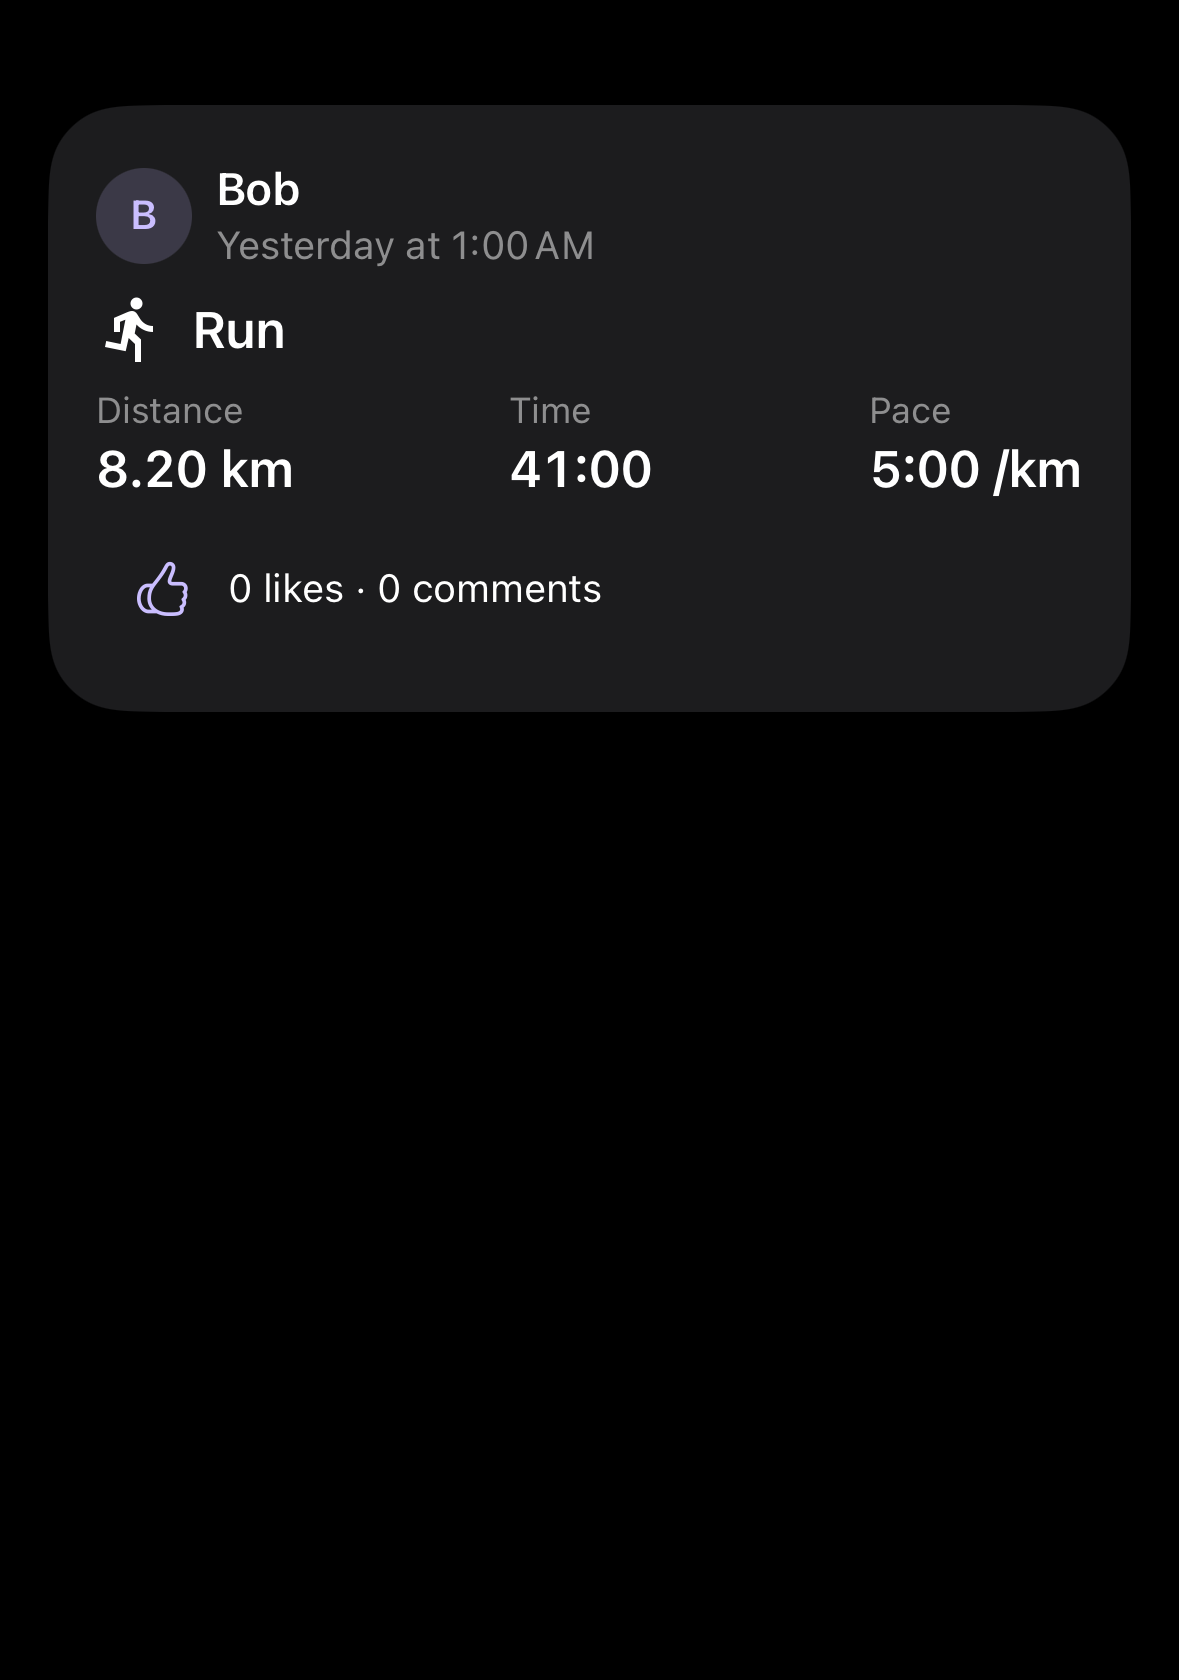 B
Bob
Yesterday at 1:00 AM
Run
Distance Time Pace
8.20 km 41:00 5:00 /km
0 likes · 0 comments